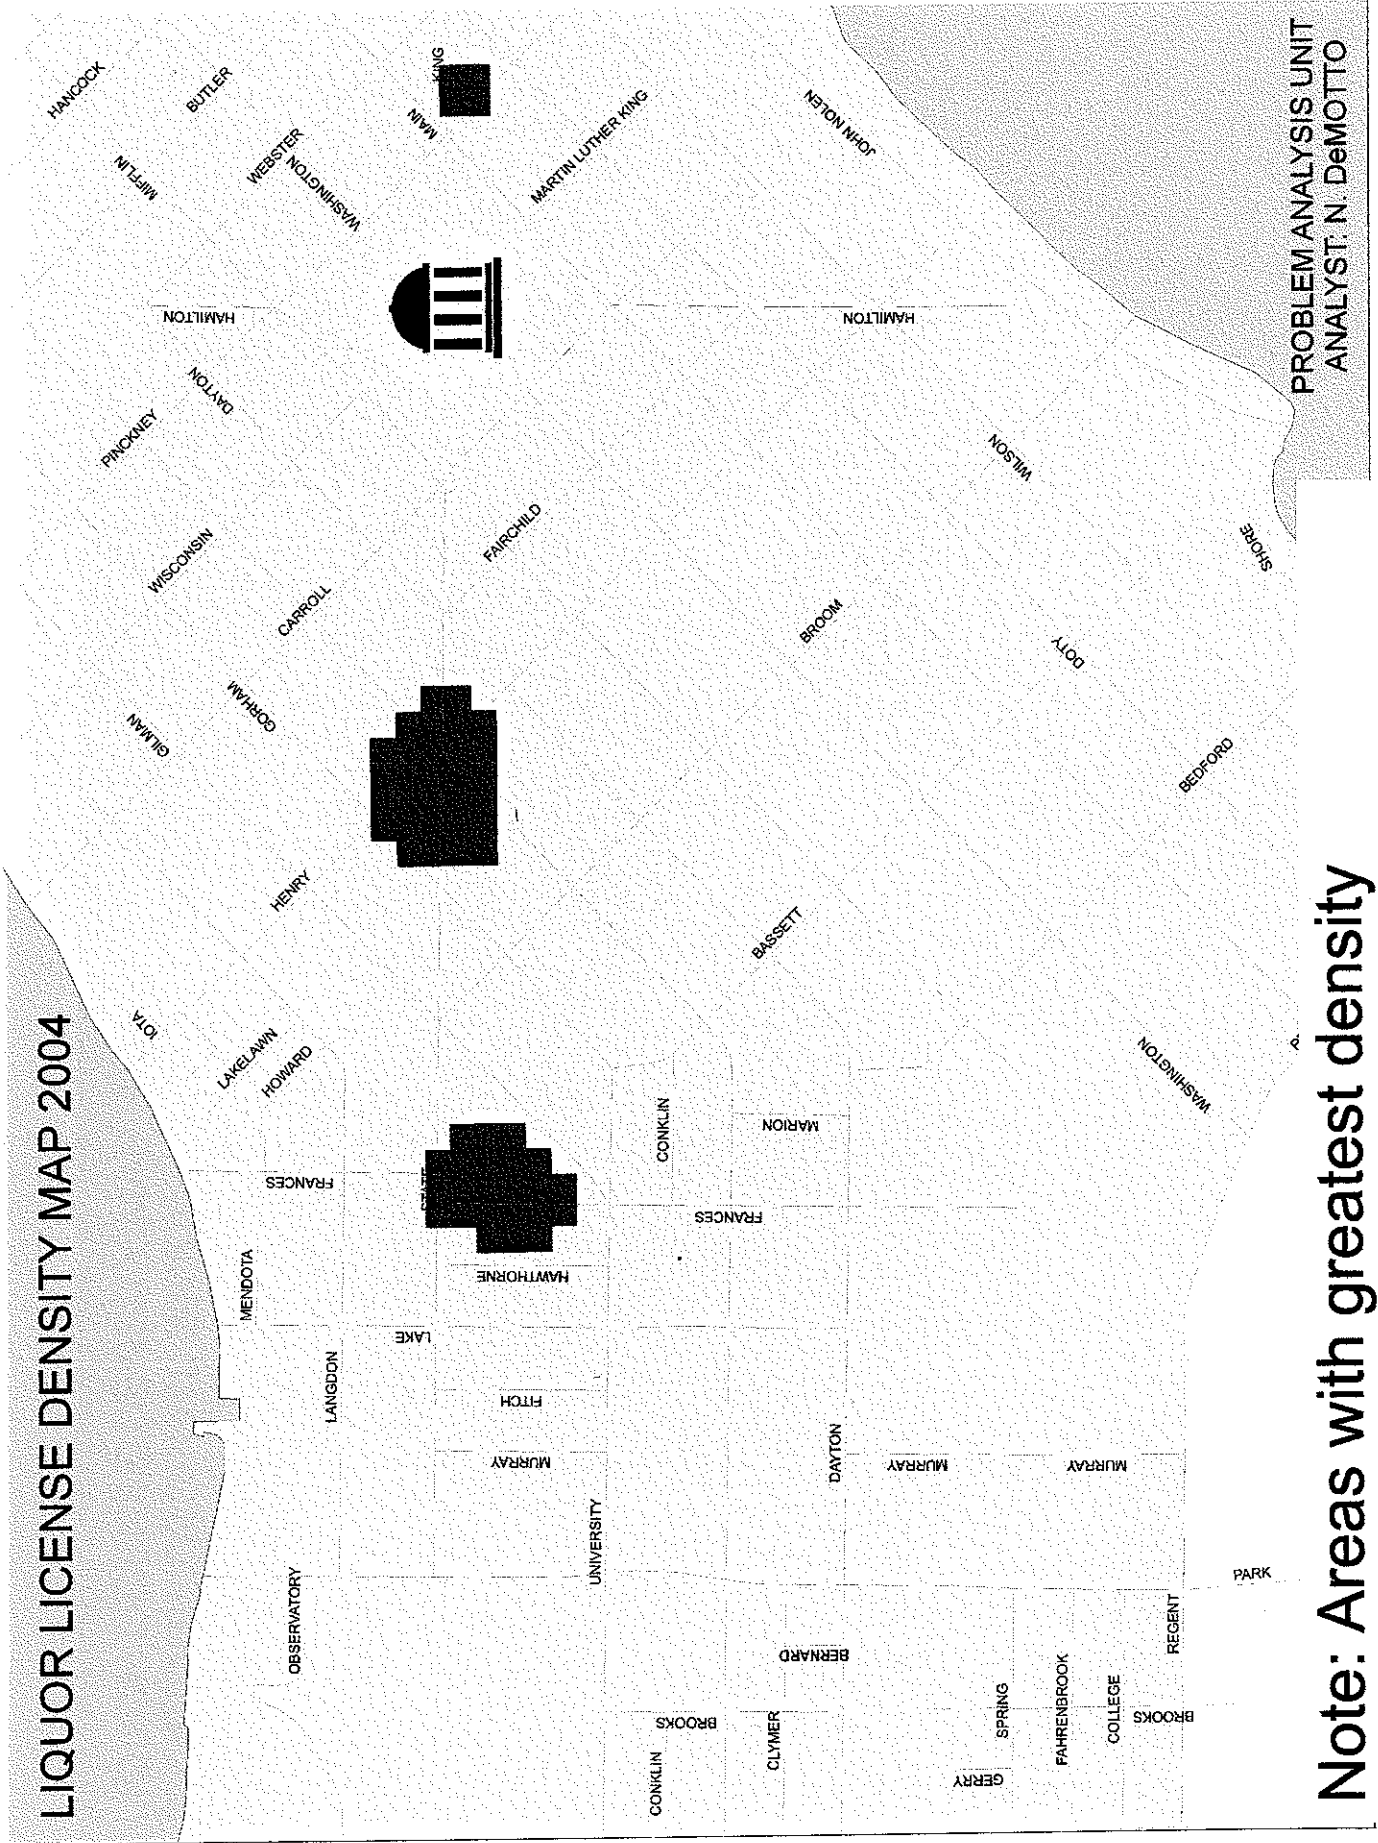 LIQUOR LICENSE DENSITY MAP 2004
HANCOCK
MIFFLIN
BUTLER
WEBSTER
WASHINGTON
MAIN
KING
MARTIN LUTHER KING
JOHN NOLEN
HAMILTON
HAMILTON
PINCKNEY
DAYTON
WISCONSIN
CARROLL
FAIRCHILD
WILSON
SHORE
GILMAN
GORHAM
BROOM
DOTY
BEDFORD
HENRY
BASSETT
IOTA
LAKELAWN
HOWARD
FRANCES
STATE
CONKLIN
MARION
WASHINGTON
FRANCES
MENDOTA
HAWTHORNE
LAKE
LANGDON
FITCH
MURRAY
UNIVERSITY
DAYTON
MURRAY
MURRAY
OBSERVATORY
PARK
BERNARD
REGENT
BROOKS
CONKLIN
CLYMER
SPRING
GERRY
FAHRENBROOK
COLLEGE
BROOKS
PROBLEM ANALYSIS UNIT
ANALYST: N. DeMOTTO
Note: Areas with greatest density